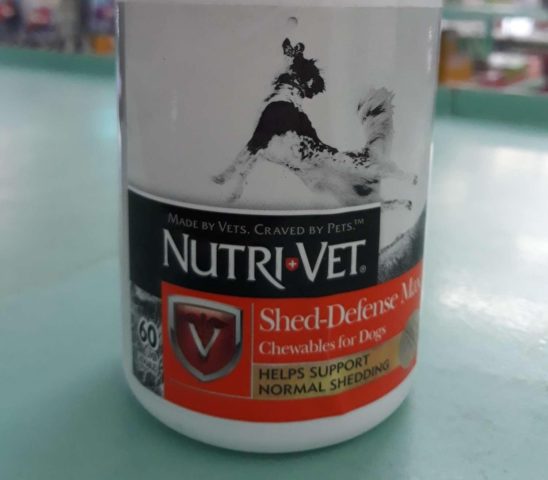 MADE BY VETS. CRAVED BY PETS.™
NUTRI+VET®
V
60
Shed-Defense Max
Chewables for Dogs
HELPS SUPPORT
NORMAL SHEDDING